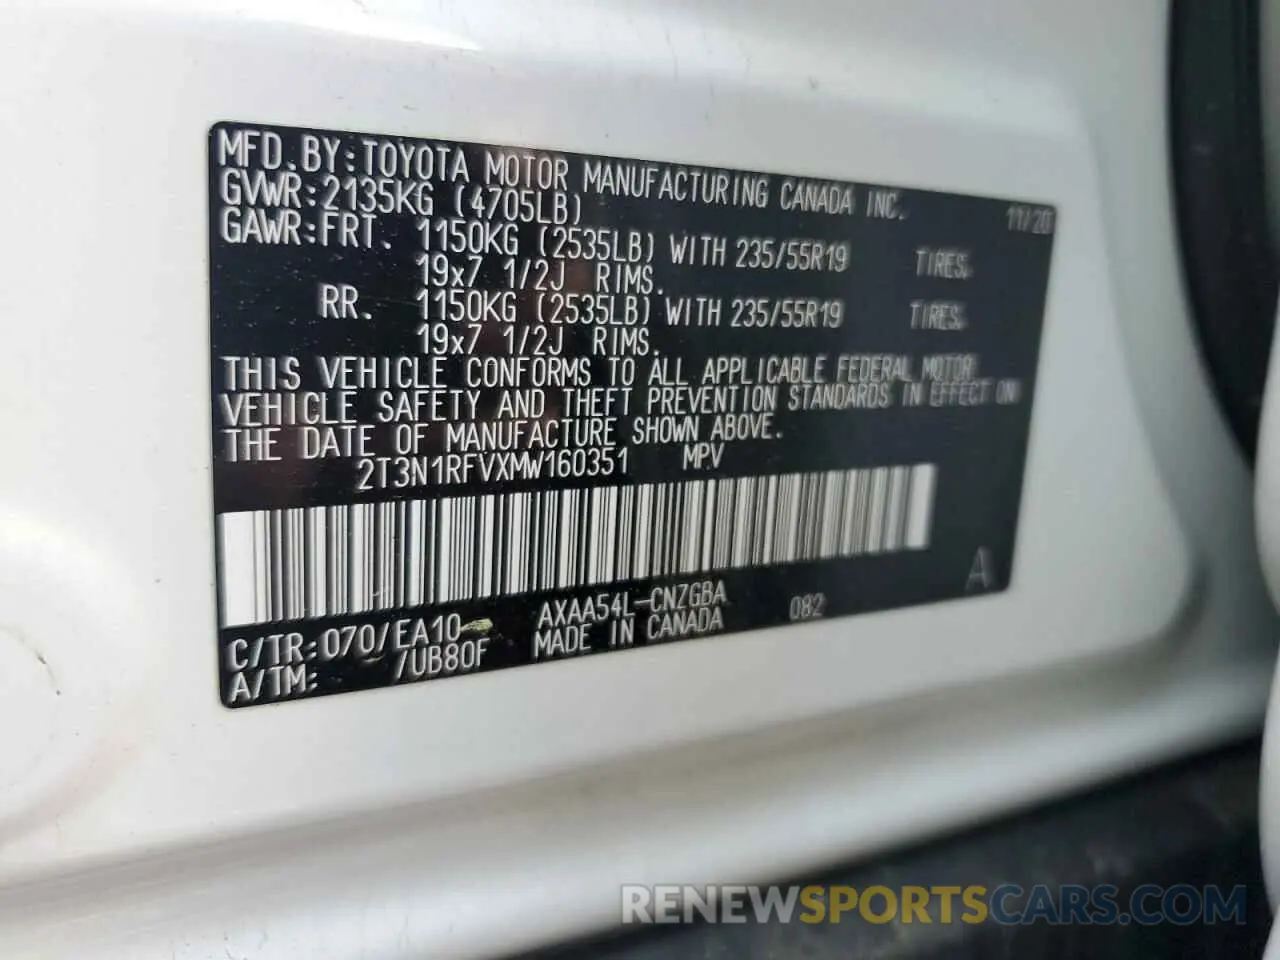 MFD.BY:TOYOTA MOTOR MANUFACTURING CANADA INC.
GVWR:2135KG (4705LB) 11/20
GAWR:FRT. 1150KG (2535LB) WITH 235/55R19 TIRES.
19x7 1/2J RIMS.
RR. 1150KG (2535LB) WITH 235/55R19 TIRES.
19x7 1/2J RIMS.
THIS VEHICLE CONFORMS TO ALL APPLICABLE FEDERAL MOTOR
VEHICLE SAFETY AND THEFT PREVENTION STANDARDS IN EFFECT ON
THE DATE OF MANUFACTURE SHOWN ABOVE.
2T3N1RFVXMW160351 MPV
A
C/TR:070/EA10 AXAA54L-CNZGBA 082
A/TM: /UB80F MADE IN CANADA
RENEWSPORTSCARS.COM